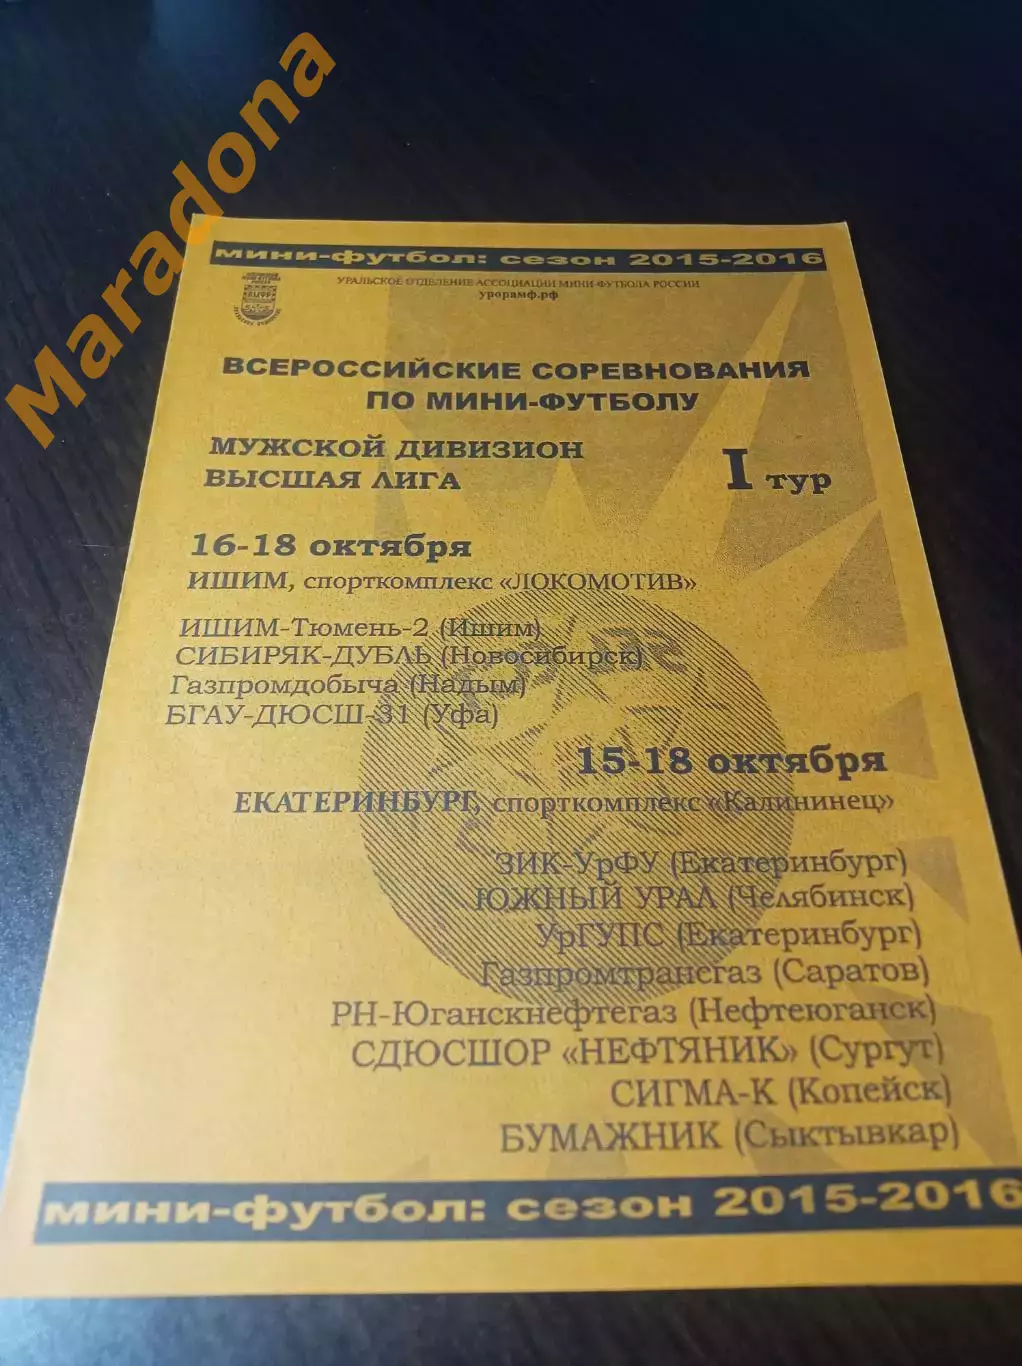 Maradona
мини-футбол: сезон 2015-2016
УРАЛЬСКОЕ ОТДЕЛЕНИЕ АССОЦИАЦИИ МИНИ-ФУТБОЛА РОССИИ
урорамф.рф
ВСЕРОССИЙСКИЕ СОРЕВНОВАНИЯ
ПО МИНИ-ФУТБОЛУ
МУЖСКОЙ ДИВИЗИОН
ВЫСШАЯ ЛИГА
I тур
16-18 октября
ИШИМ, спорткомплекс «ЛОКОМОТИВ»
ИШИМ-Тюмень-2 (Ишим)
СИБИРЯК-ДУБЛЬ (Новосибирск)
Газпромдобыча (Надым)
БГАУ-ДЮСШ-31 (Уфа)
15-18 октября
ЕКАТЕРИНБУРГ, спорткомплекс «Калининец»
ЗИК-УрФУ (Екатеринбург)
ЮЖНЫЙ УРАЛ (Челябинск)
УрГУПС (Екатеринбург)
Газпромтрансгаз (Саратов)
РН-Юганскнефтегаз (Нефтеюганск)
СДЮСШОР «НЕФТЯНИК» (Сургут)
СИГМА-К (Копейск)
БУМАЖНИК (Сыктывкар)
мини-футбол: сезон 2015-2016